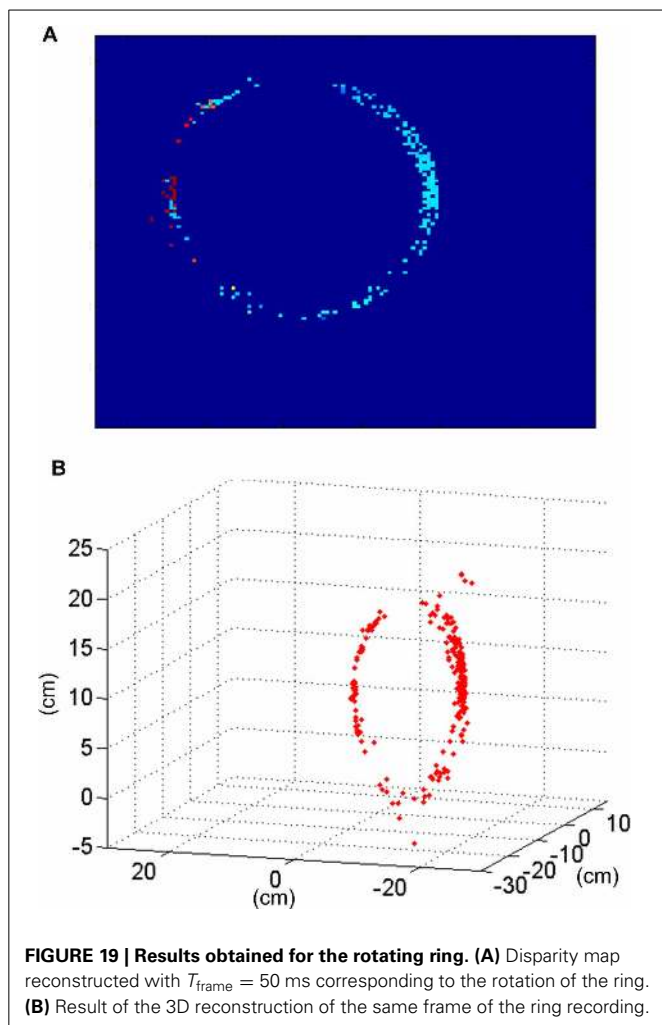 A
B
25
20
15
10
5
0
-5
(cm)
20
0
-20
(cm)
-30
-20
-10
0
10
(cm)
FIGURE 19 | Results obtained for the rotating ring. (A) Disparity map
reconstructed with Tframe = 50 ms corresponding to the rotation of the ring.
(B) Result of the 3D reconstruction of the same frame of the ring recording.